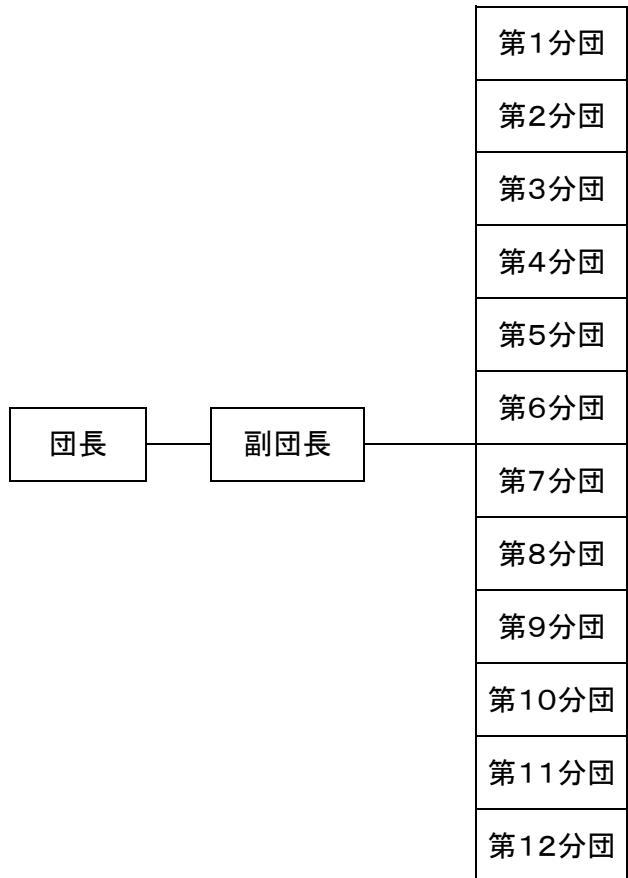 第１分団
第２分団
第３分団
第４分団
第５分団
第６分団
団長
副団長
第７分団
第８分団
第９分団
第１０分団
第１１分団
第１２分団